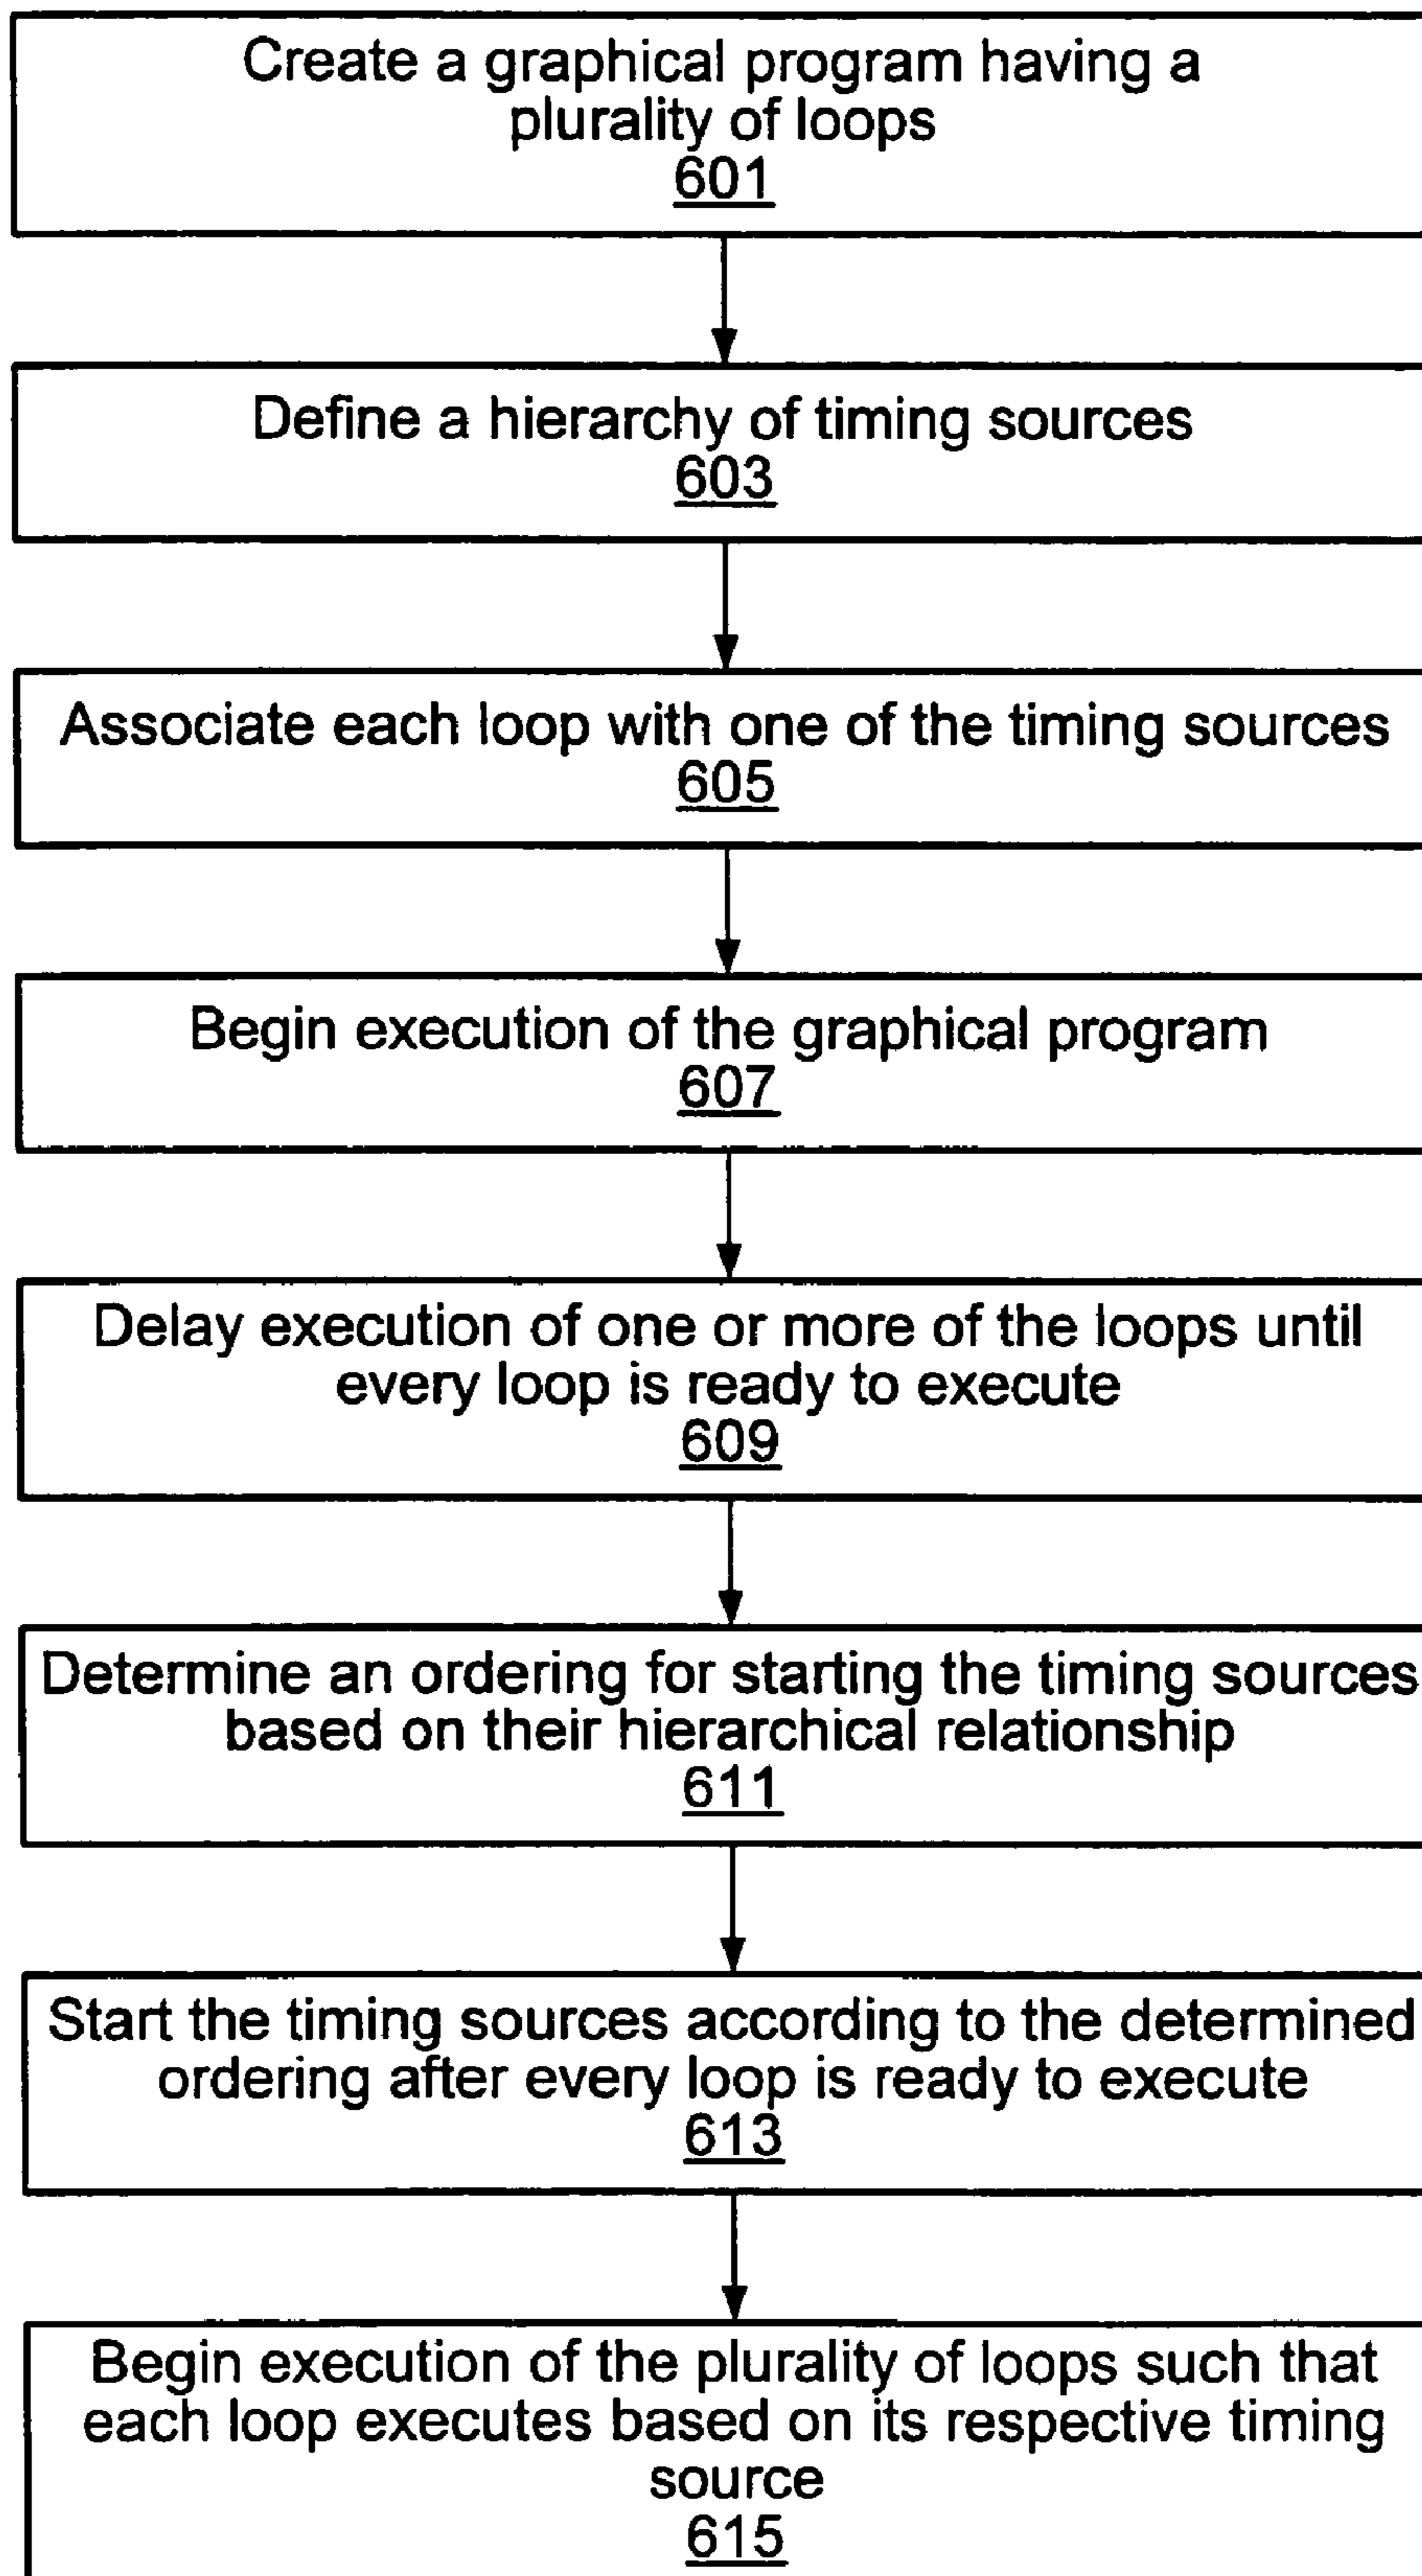 Create a graphical program having a
plurality of loops
601
Define a hierarchy of timing sources
603
Associate each loop with one of the timing sources
605
Begin execution of the graphical program
607
Delay execution of one or more of the loops until
every loop is ready to execute
609
Determine an ordering for starting the timing sources
based on their hierarchical relationship
611
Start the timing sources according to the determined
ordering after every loop is ready to execute
613
Begin execution of the plurality of loops such that
each loop executes based on its respective timing
source
615